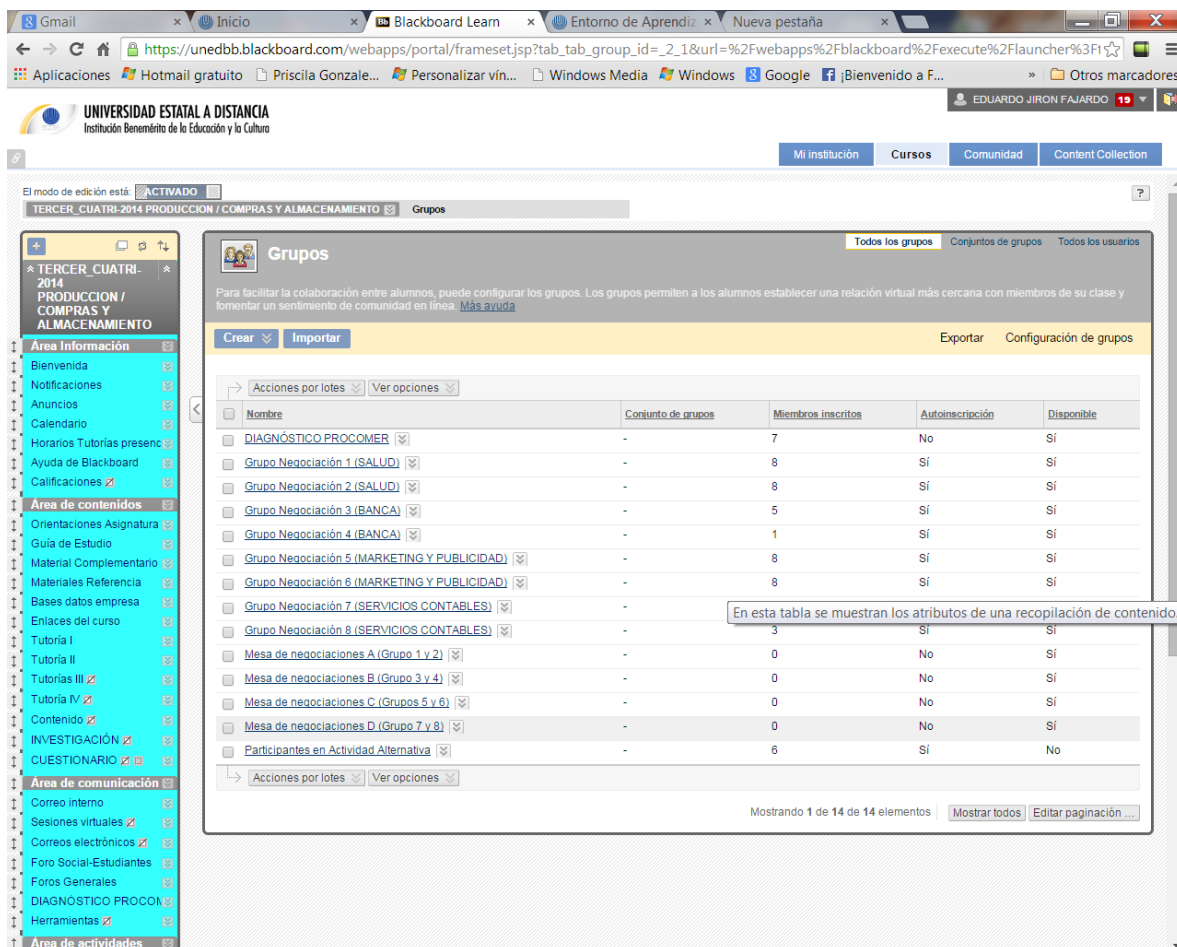 Gmail
Inicio
Blackboard Learn
Entorno de Aprendiz
Nueva pestaña
https://unedbb.blackboard.com/webapps/portal/frameset.jsp?tab_tab_group_id=_2_1&url=%2Fwebapps%2Fblackboard%2Fexecute%2Flauncher%3Ft
Aplicaciones Hotmail gratuito Priscila Gonzale... Personalizar vín... Windows Media Windows Google ¡Bienvenido a F... » Otros marcadores
UNIVERSIDAD ESTATAL A DISTANCIA
Institución Benemérita de la Educación y la Cultura
EDUARDO JIRON FAJARDO 19
Mi institución Cursos Comunidad Content Collection
El modo de edición está: ACTIVADO
?
TERCER_CUATRI-2014 PRODUCCION / COMPRAS Y ALMACENAMIENTO Grupos
TERCER_CUATRI-
2014
PRODUCCION /
COMPRAS Y
ALMACENAMIENTO
Área Información
Bienvenida
Notificaciones
Anuncios
Calendario
Horarios Tutorías presenc
Ayuda de Blackboard
Calificaciones
Área de contenidos
Orientaciones Asignatura
Guía de Estudio
Material Complementario
Materiales Referencia
Bases datos empresa
Enlaces del curso
Tutoría I
Tutoría II
Tutorías III
Tutoría IV
Contenido
INVESTIGACIÓN
CUESTIONARIO
Área de comunicación
Correo interno
Sesiones virtuales
Correos electrónicos
Foro Social-Estudiantes
Foros Generales
DIAGNÓSTICO PROCOM
Herramientas
Área de actividades
Grupos
Todos los grupos Conjuntos de grupos Todos los usuarios
Para facilitar la colaboración entre alumnos, puede configurar los grupos. Los grupos permiten a los alumnos establecer una relación virtual más cercana con miembros de su clase y
fomentar un sentimiento de comunidad en línea. Más ayuda
Crear Importar Exportar Configuración de grupos
Acciones por lotes Ver opciones
Nombre Conjunto de grupos Miembros inscritos Autoinscripción Disponible
DIAGNÓSTICO PROCOMER - 7 No Sí
Grupo Negociación 1 (SALUD) - 8 Sí Sí
Grupo Negociación 2 (SALUD) - 8 Sí Sí
Grupo Negociación 3 (BANCA) - 5 Sí Sí
Grupo Negociación 4 (BANCA) - 1 Sí Sí
Grupo Negociación 5 (MARKETING Y PUBLICIDAD) - 8 Sí Sí
Grupo Negociación 6 (MARKETING Y PUBLICIDAD) - 8 Sí Sí
Grupo Negociación 7 (SERVICIOS CONTABLES) -
En esta tabla se muestran los atributos de una recopilación de contenido.
Grupo Negociación 8 (SERVICIOS CONTABLES) - 3 Sí Sí
Mesa de negociaciones A (Grupo 1 y 2) - 0 No Sí
Mesa de negociaciones B (Grupo 3 y 4) - 0 No Sí
Mesa de negociaciones C (Grupos 5 y 6) - 0 No Sí
Mesa de negociaciones D (Grupo 7 y 8) - 0 No Sí
Participantes en Actividad Alternativa - 6 Sí No
Acciones por lotes Ver opciones
Mostrando 1 de 14 de 14 elementos Mostrar todos Editar paginación ...